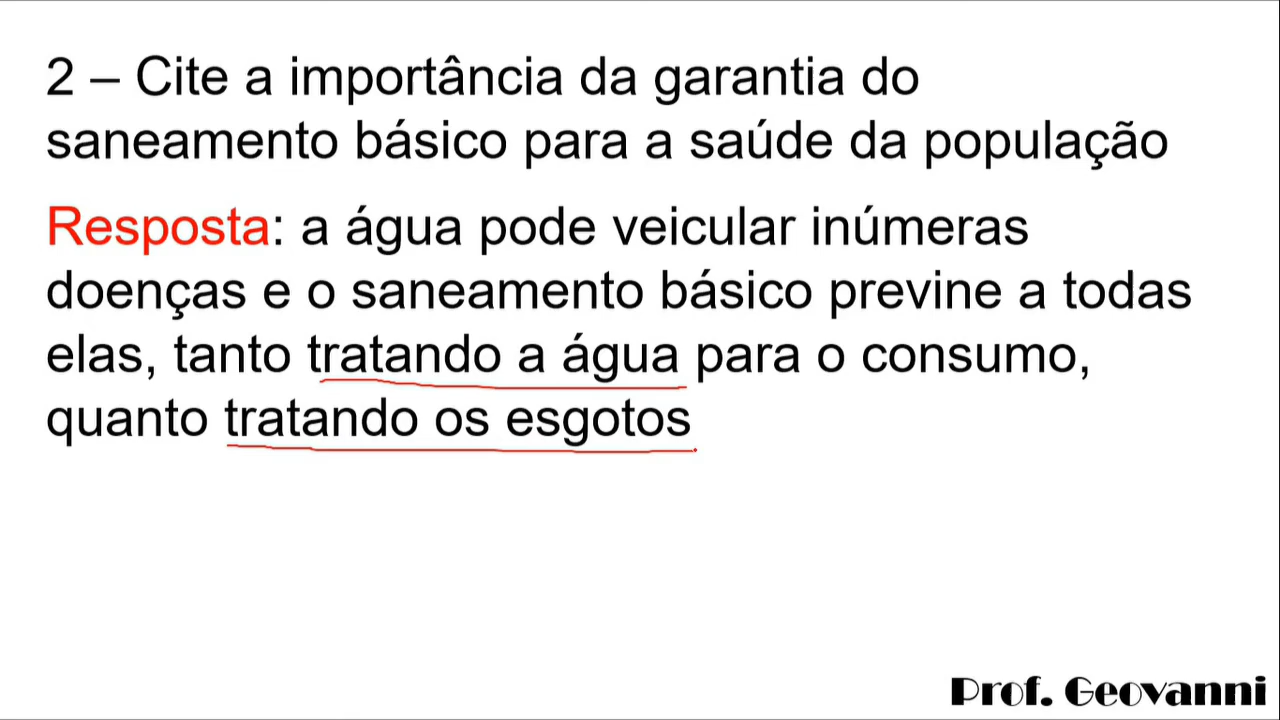 2 – Cite a importância da garantia do
saneamento básico para a saúde da população
Resposta: a água pode veicular inúmeras
doenças e o saneamento básico previne a todas
elas, tanto tratando a água para o consumo,
quanto tratando os esgotos
Prof. Geovanni